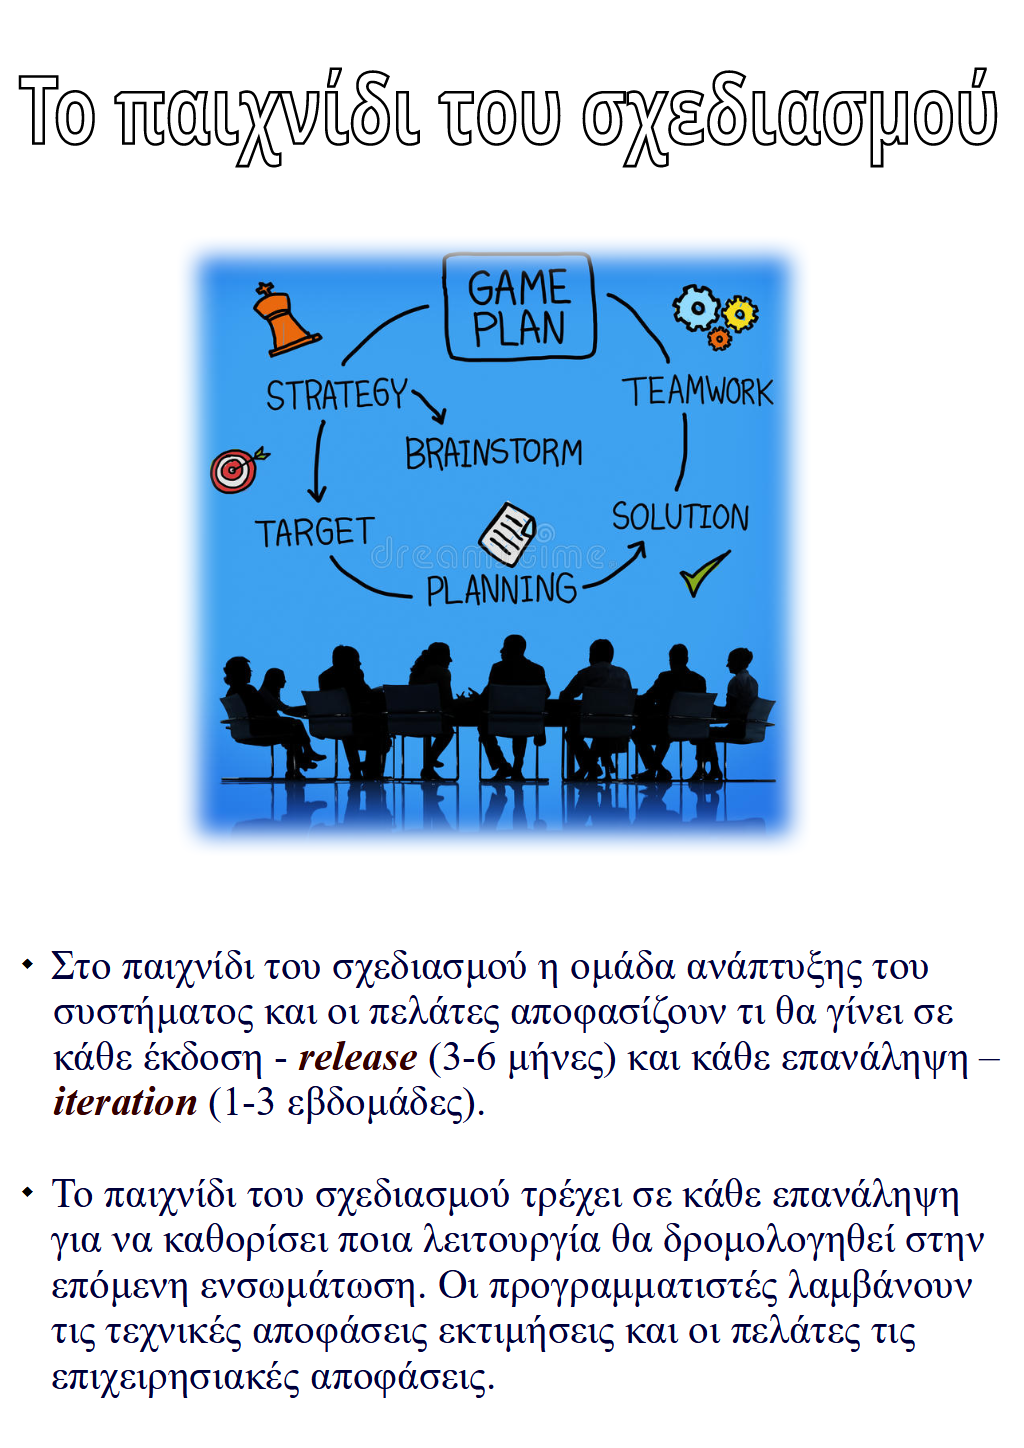 Το παιχνίδι του σχεδιασμού
GAME
PLAN
STRATEGY
TEAMWORK
BRAINSTORM
TARGET
SOLUTION
dreamstime
PLANNING
Στο παιχνίδι του σχεδιασμού η ομάδα ανάπτυξης του
συστήματος και οι πελάτες αποφασίζουν τι θα γίνει σε
κάθε έκδοση - release (3-6 μήνες) και κάθε επανάληψη –
iteration (1-3 εβδομάδες).
Το παιχνίδι του σχεδιασμού τρέχει σε κάθε επανάληψη
για να καθορίσει ποια λειτουργία θα δρομολογηθεί στην
επόμενη ενσωμάτωση. Οι προγραμματιστές λαμβάνουν
τις τεχνικές αποφάσεις εκτιμήσεις και οι πελάτες τις
επιχειρησιακές αποφάσεις.